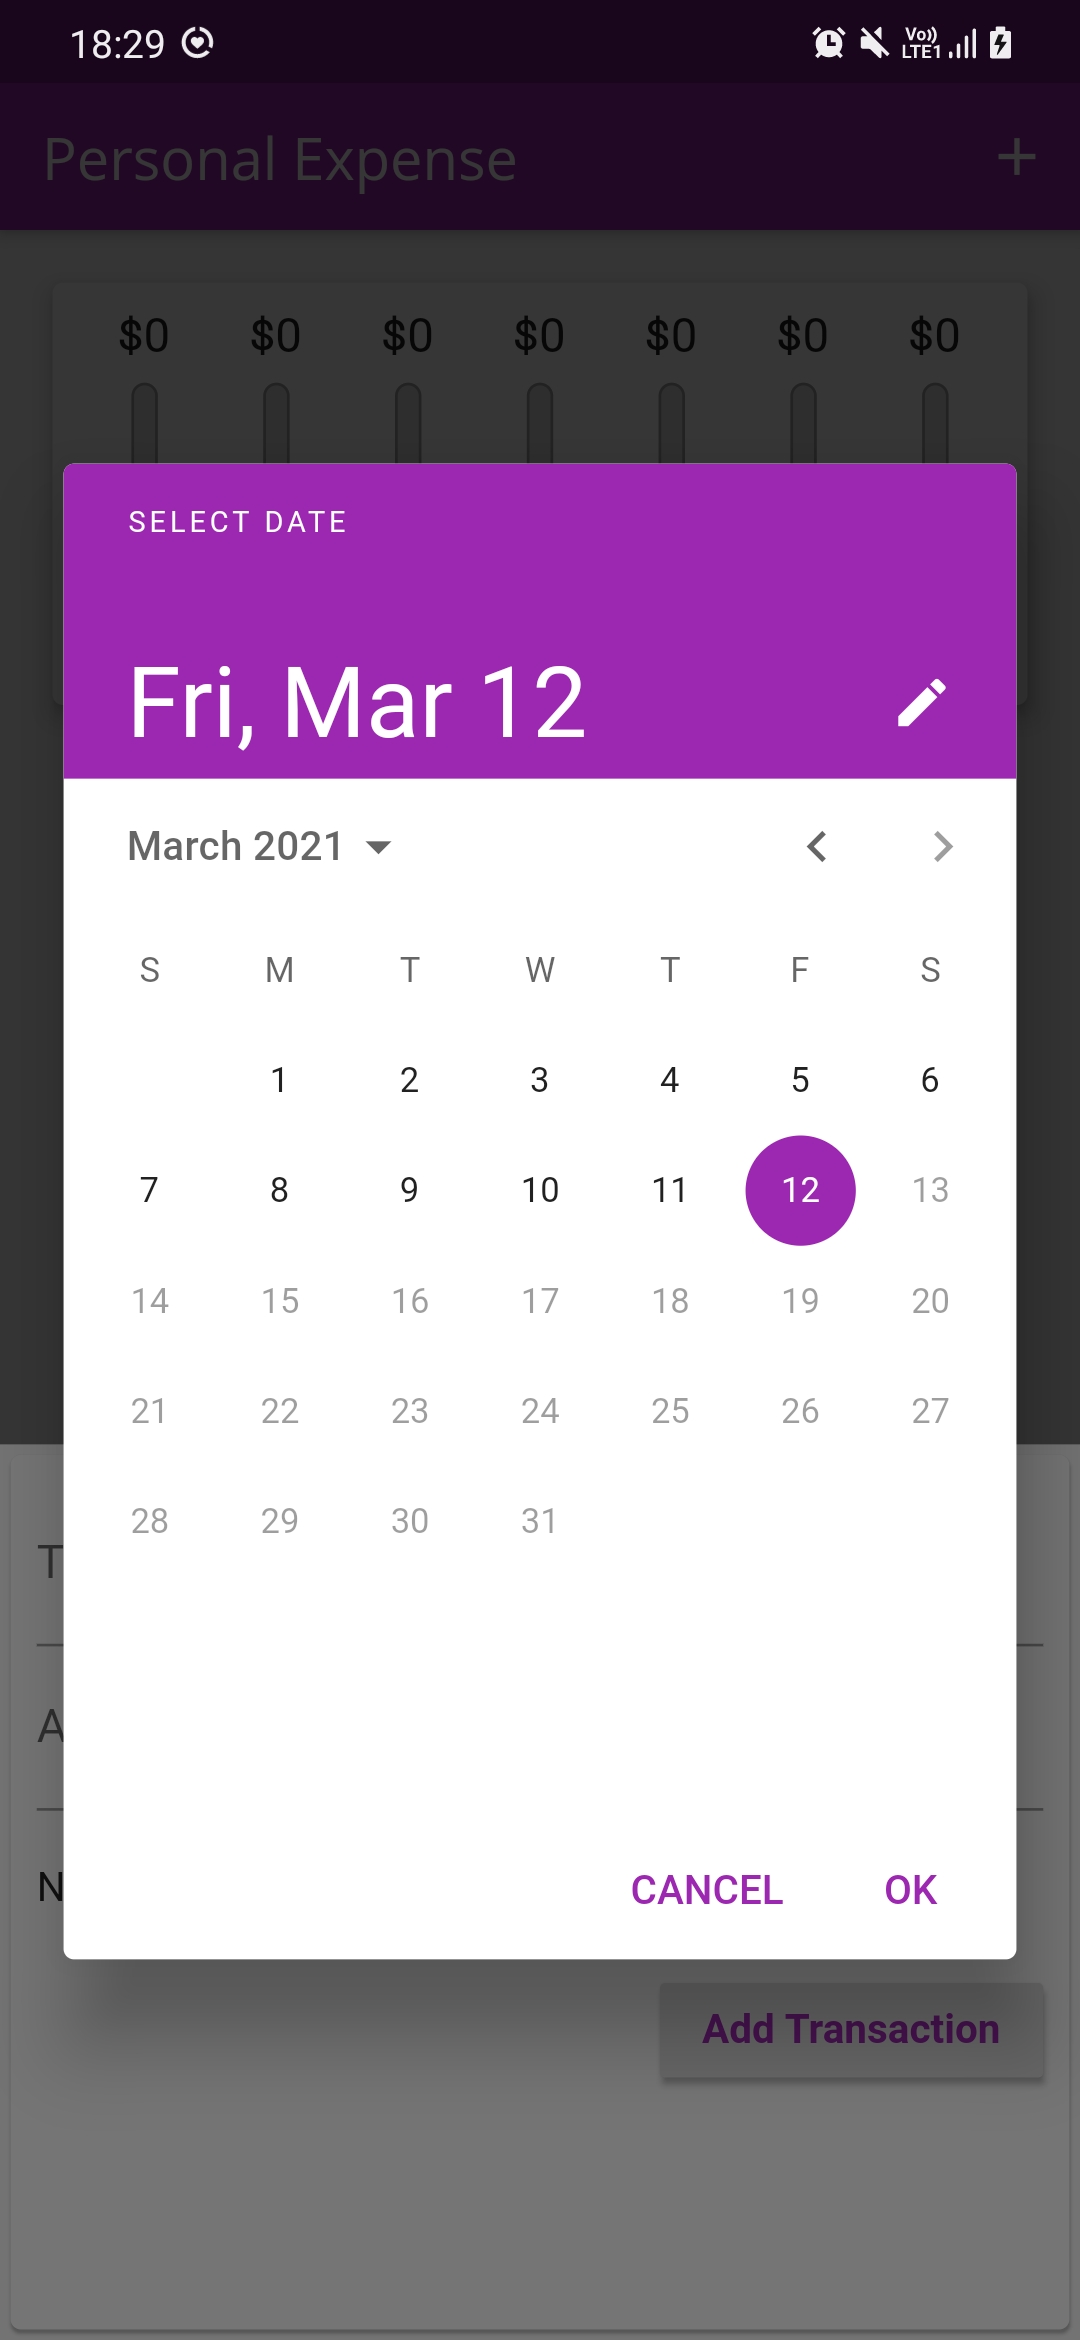 18:29 Vo)) LTE1
Personal Expense +
$0 $0 $0 $0 $0 $0 $0
SELECT DATE
Fri, Mar 12
March 2021
S M T W T F S
1 2 3 4 5 6
7 8 9 10 11 12 13
14 15 16 17 18 19 20
21 22 23 24 25 26 27
28 29 30 31
T
A
N
CANCEL OK
Add Transaction